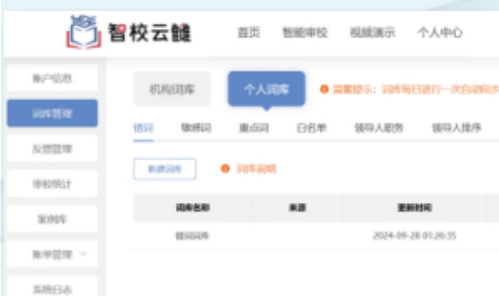 智校云雠
首页 智能审校 视频演示 个人中心
账户信息
词库管理
反馈管理
审校统计
案例库
账单管理
系统日志
机构词库 个人词库 温馨提示：词库每日进行一次自动同步
错词 敏感词 重点词 白名单 领导人职务 领导人排序
新建词库 词库说明
词库名称 来源 更新时间
错词词库 2024-09-28 01:26:35